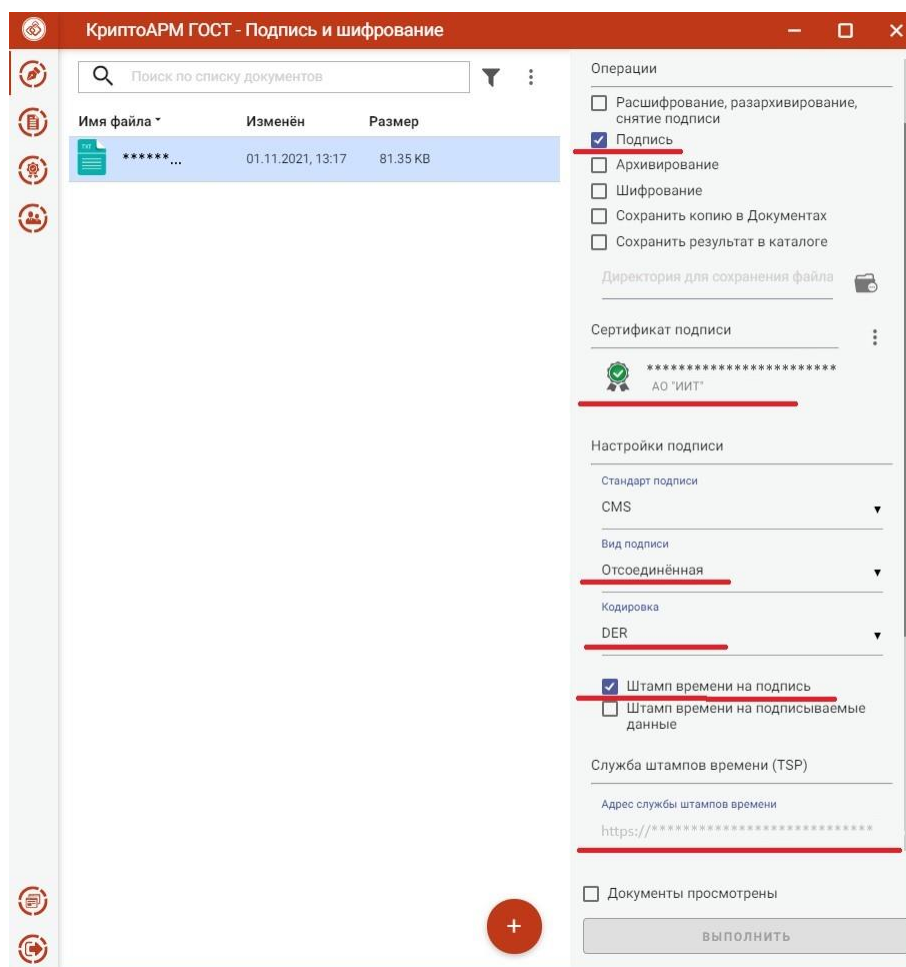 КриптоАРМ ГОСТ - Подпись и шифрование
Поиск по списку документов
Имя файла Изменён Размер
TXT
******... 01.11.2021, 13:17 81.35 KB
Операции
Расшифрование, разархивирование,
снятие подписи
Подпись
Архивирование
Шифрование
Сохранить копию в Документах
Сохранить результат в каталоге
Директория для сохранения файла
Сертификат подписи
************************
АО "ИИТ"
Настройки подписи
Стандарт подписи
CMS
Вид подписи
Отсоединённая
Кодировка
DER
Штамп времени на подпись
Штамп времени на подписываемые
данные
Служба штампов времени (TSP)
Адрес службы штампов времени
https://****************************
Документы просмотрены
ВЫПОЛНИТЬ